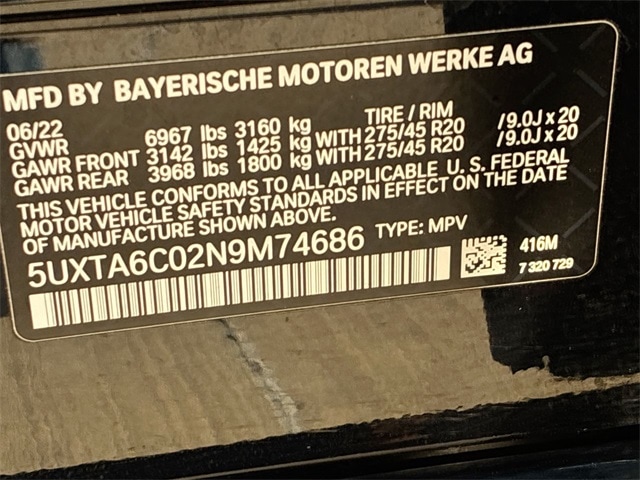 MFD BY BAYERISCHE MOTOREN WERKE AG
06/22 TIRE / RIM
GVWR 6967 lbs 3160 kg
GAWR FRONT 3142 lbs 1425 kg WITH 275/45 R20 /9.0J x 20
GAWR REAR 3968 lbs 1800 kg WITH 275/45 R20 /9.0J x 20
THIS VEHICLE CONFORMS TO ALL APPLICABLE U. S. FEDERAL
MOTOR VEHICLE SAFETY STANDARDS IN EFFECT ON THE DATE
OF MANUFACTURE SHOWN ABOVE.
5UXTA6C02N9M74686 TYPE: MPV
416M
7 320 729